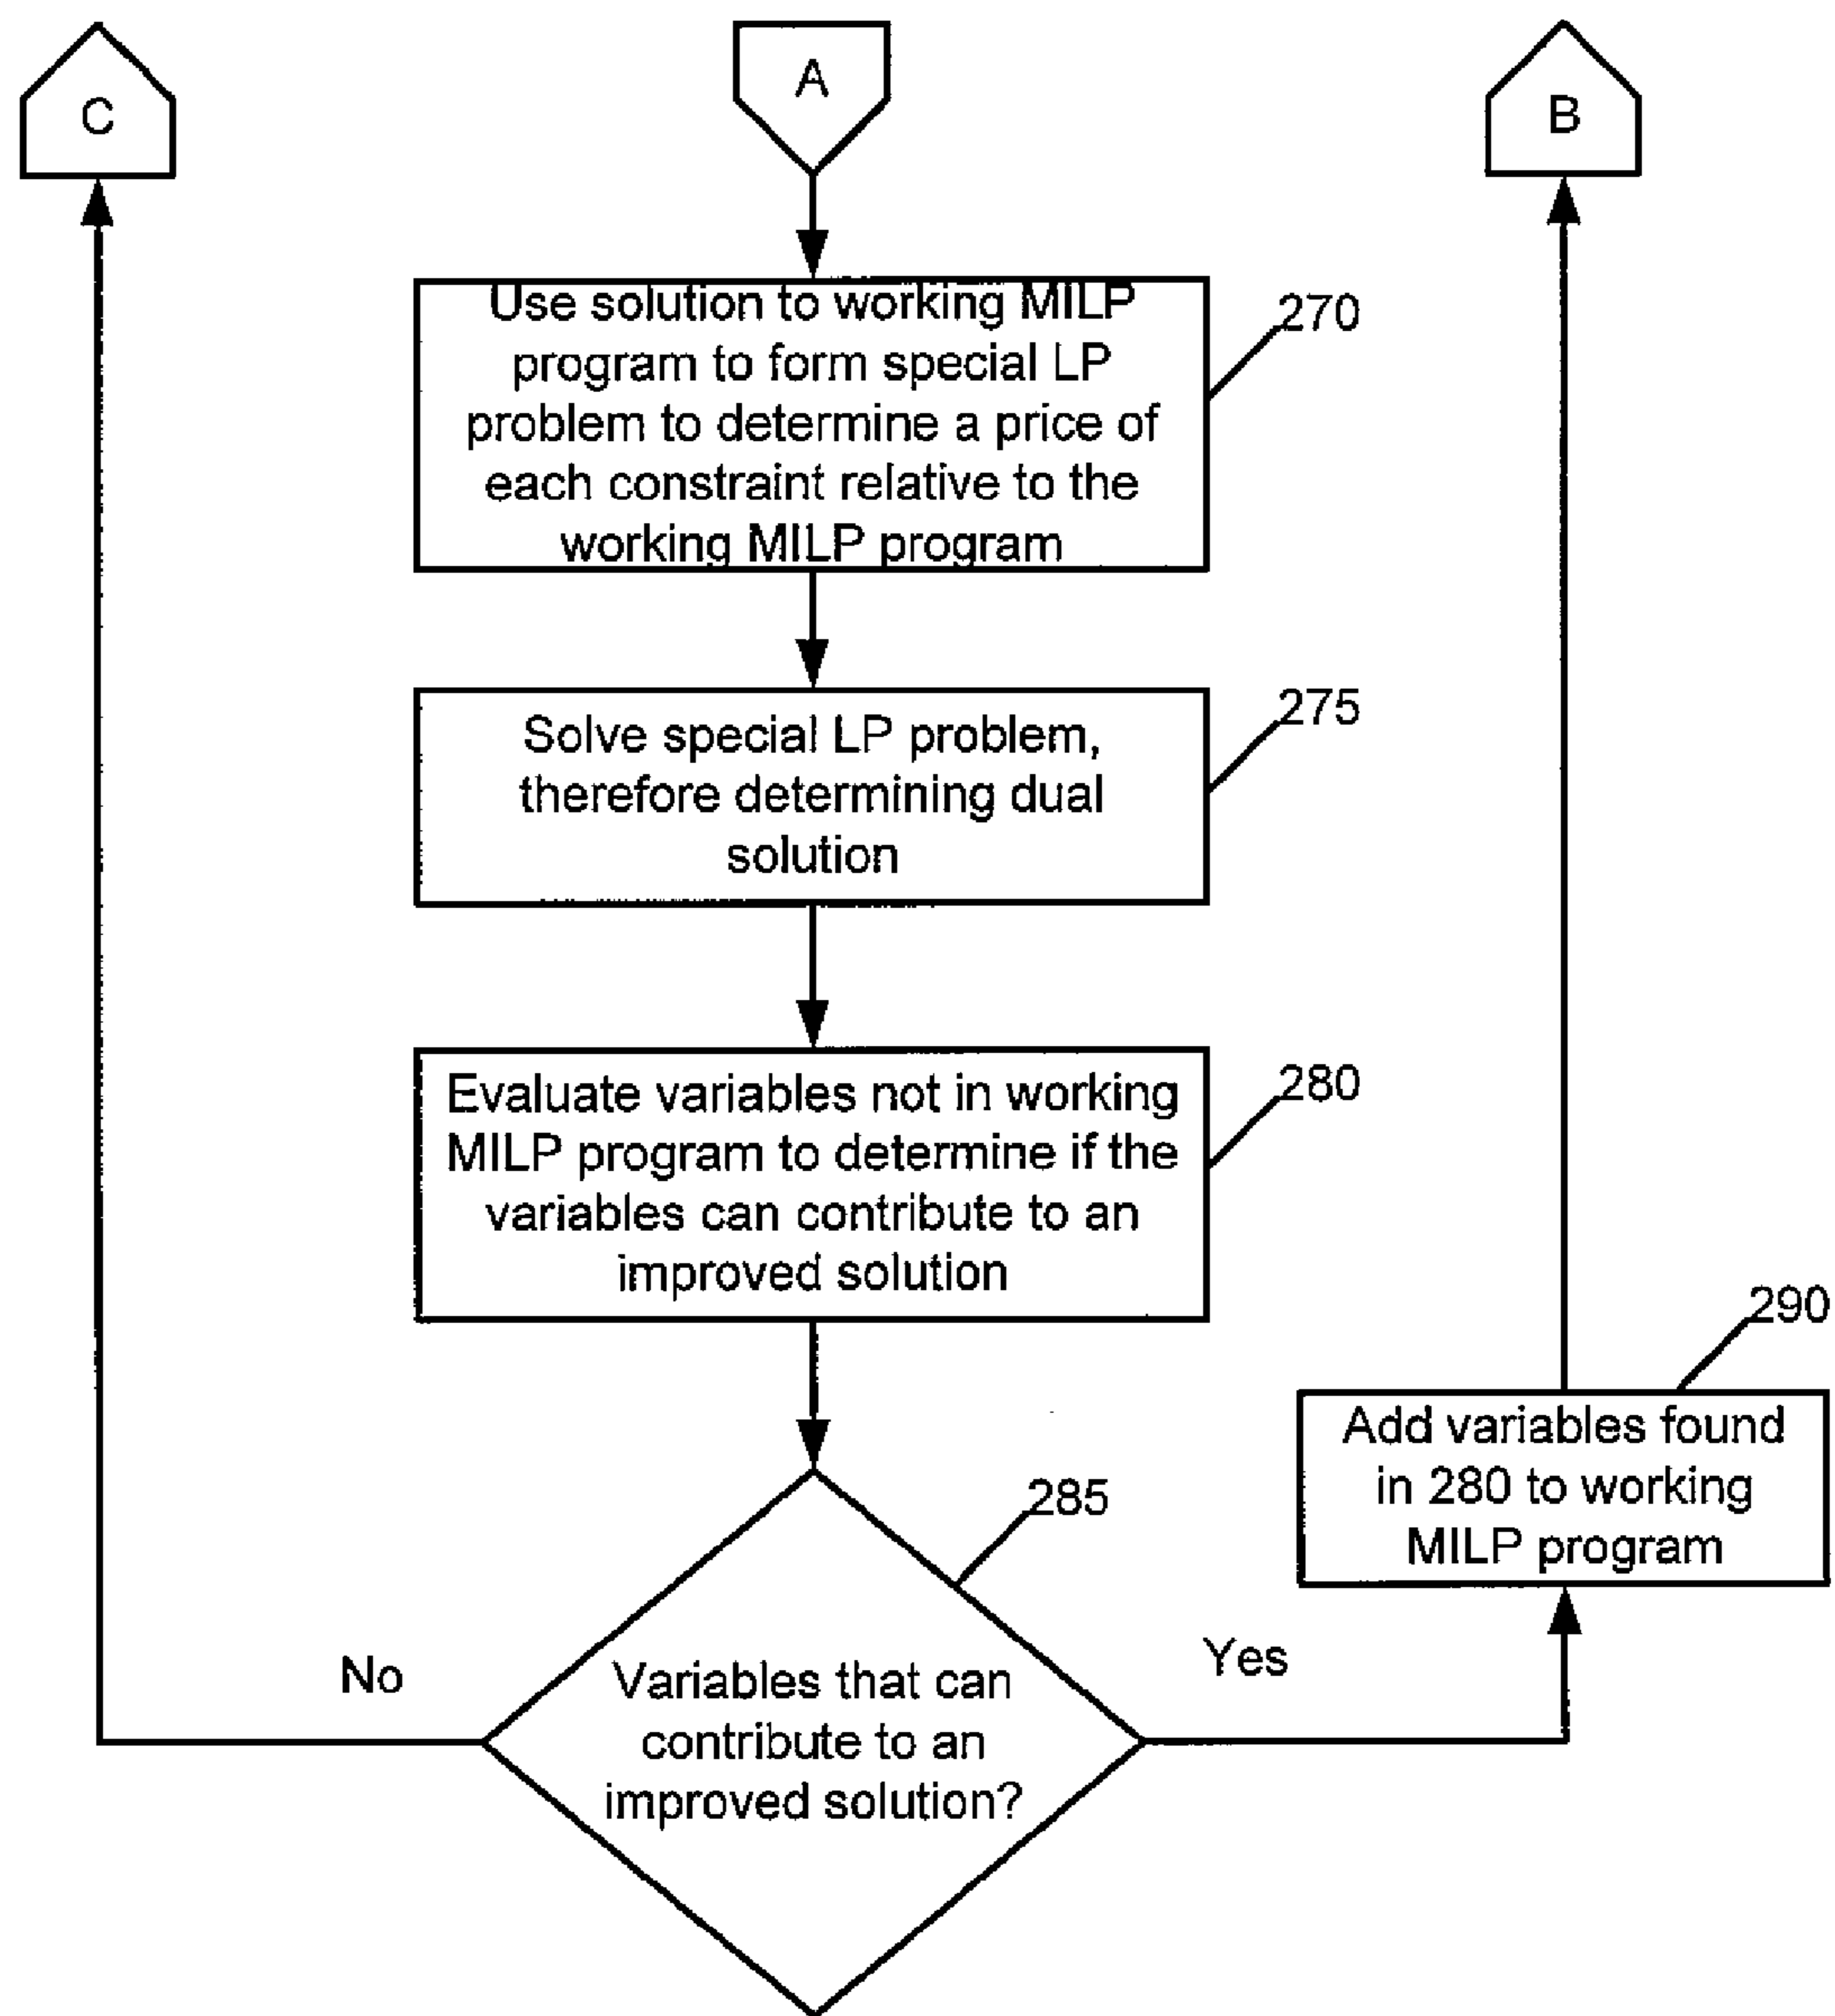 C
A
B
Use solution to working MILP
program to form special LP
problem to determine a price of
each constraint relative to the
working MILP program
270
Solve special LP problem,
therefore determining dual
solution
275
Evaluate variables not in working
MILP program to determine if the
variables can contribute to an
improved solution
280
290
Add variables found
in 280 to working
MILP program
285
Variables that can
contribute to an
improved solution?
No
Yes